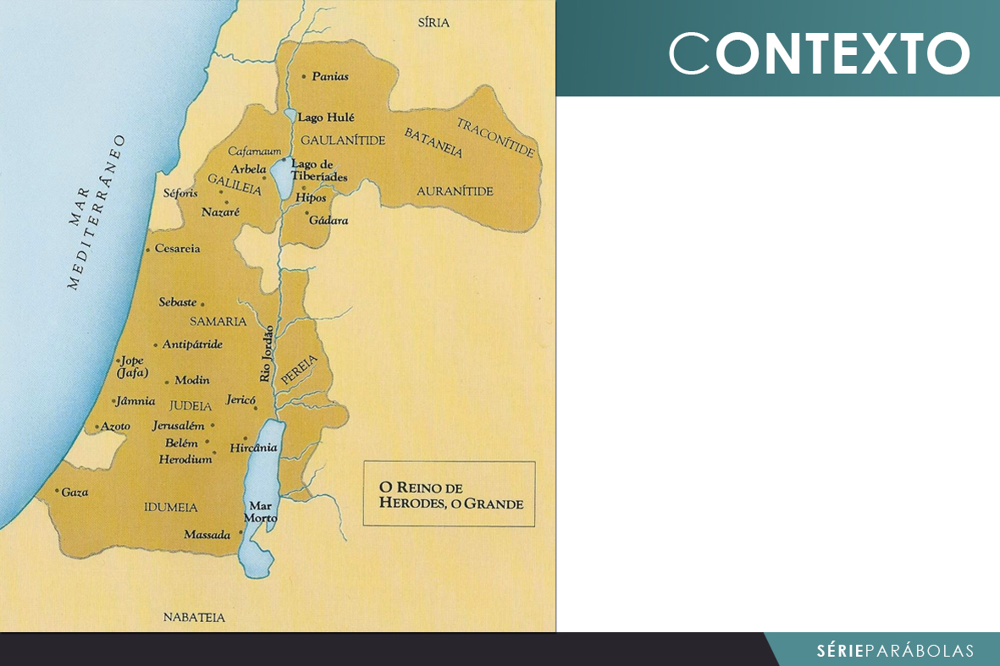 CONTEXTO
SÍRIA
Panias
Lago Hulé
GAULANÍTIDE
BATANEIA
TRACONÍTIDE
AURANÍTIDE
Cafarnaum
Arbela
Lago de
Tiberíades
GALILEIA
Séforis
Nazaré
Hipos
Gádara
MAR
MEDITERRÂNEO
Cesareia
Sebaste
SAMARIA
Antipátride
Rio Jordão
PEREIA
Jope
(Jafa)
Modin
Jâmnia
JUDEIA
Jericó
Azoto
Jerusalém
Belém
Hircânia
Herodium
Gaza
IDUMEIA
Mar
Morto
Massada
O REINO DE
HERODES, O GRANDE
NABATEIA
SÉRIEPARÁBOLAS